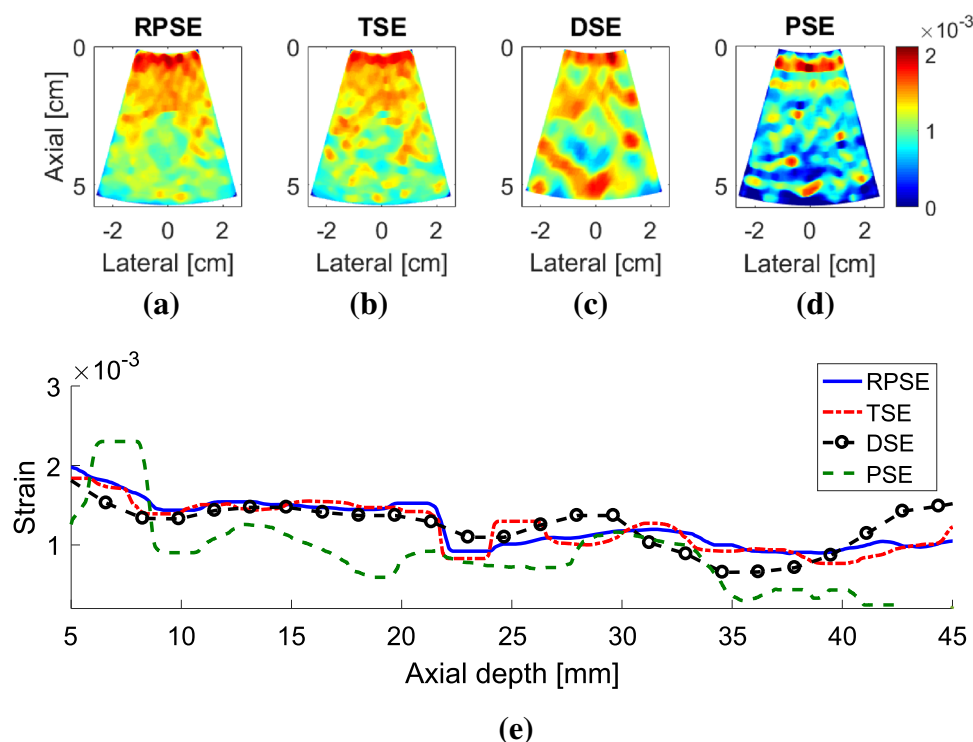 RPSE TSE DSE PSE
×10⁻³
0 0 0 0 2
Axial [cm]
1
5 5 5 5
0
-2 0 2 -2 0 2 -2 0 2 -2 0 2
Lateral [cm] Lateral [cm] Lateral [cm] Lateral [cm]
(a) (b) (c) (d)
×10⁻³
3
RPSE
TSE
DSE
PSE
2
Strain
1
5 10 15 20 25 30 35 40 45
Axial depth [mm]
(e)